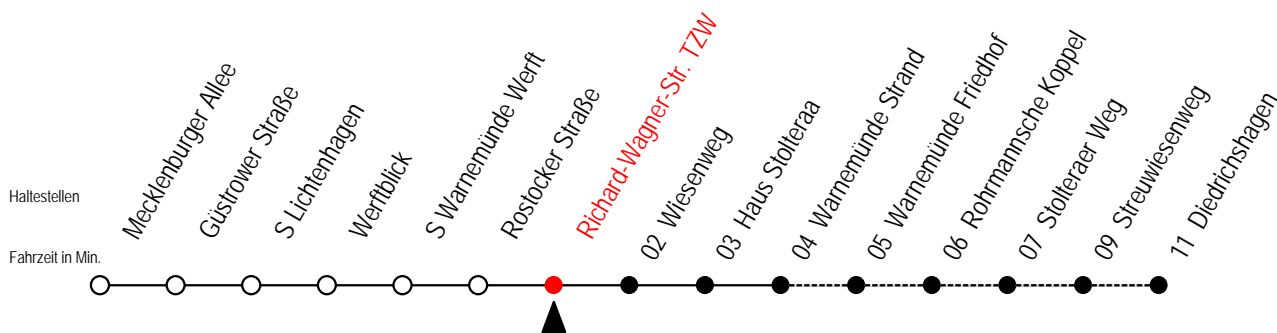 Haltestellen
Fahrzeit in Min.
Mecklenburger Allee
Güstrower Straße
S Lichtenhagen
Werftblick
S Warnemünde Werft
Rostocker Straße
Richard-Wagner-Str. TZW
02 Wiesenweg
03 Haus Stolteraa
04 Warnemünde Strand
05 Warnemünde Friedhof
06 Rohrmannsche Koppel
07 Stolteraer Weg
09 Streuwiesenweg
11 Diedrichshagen